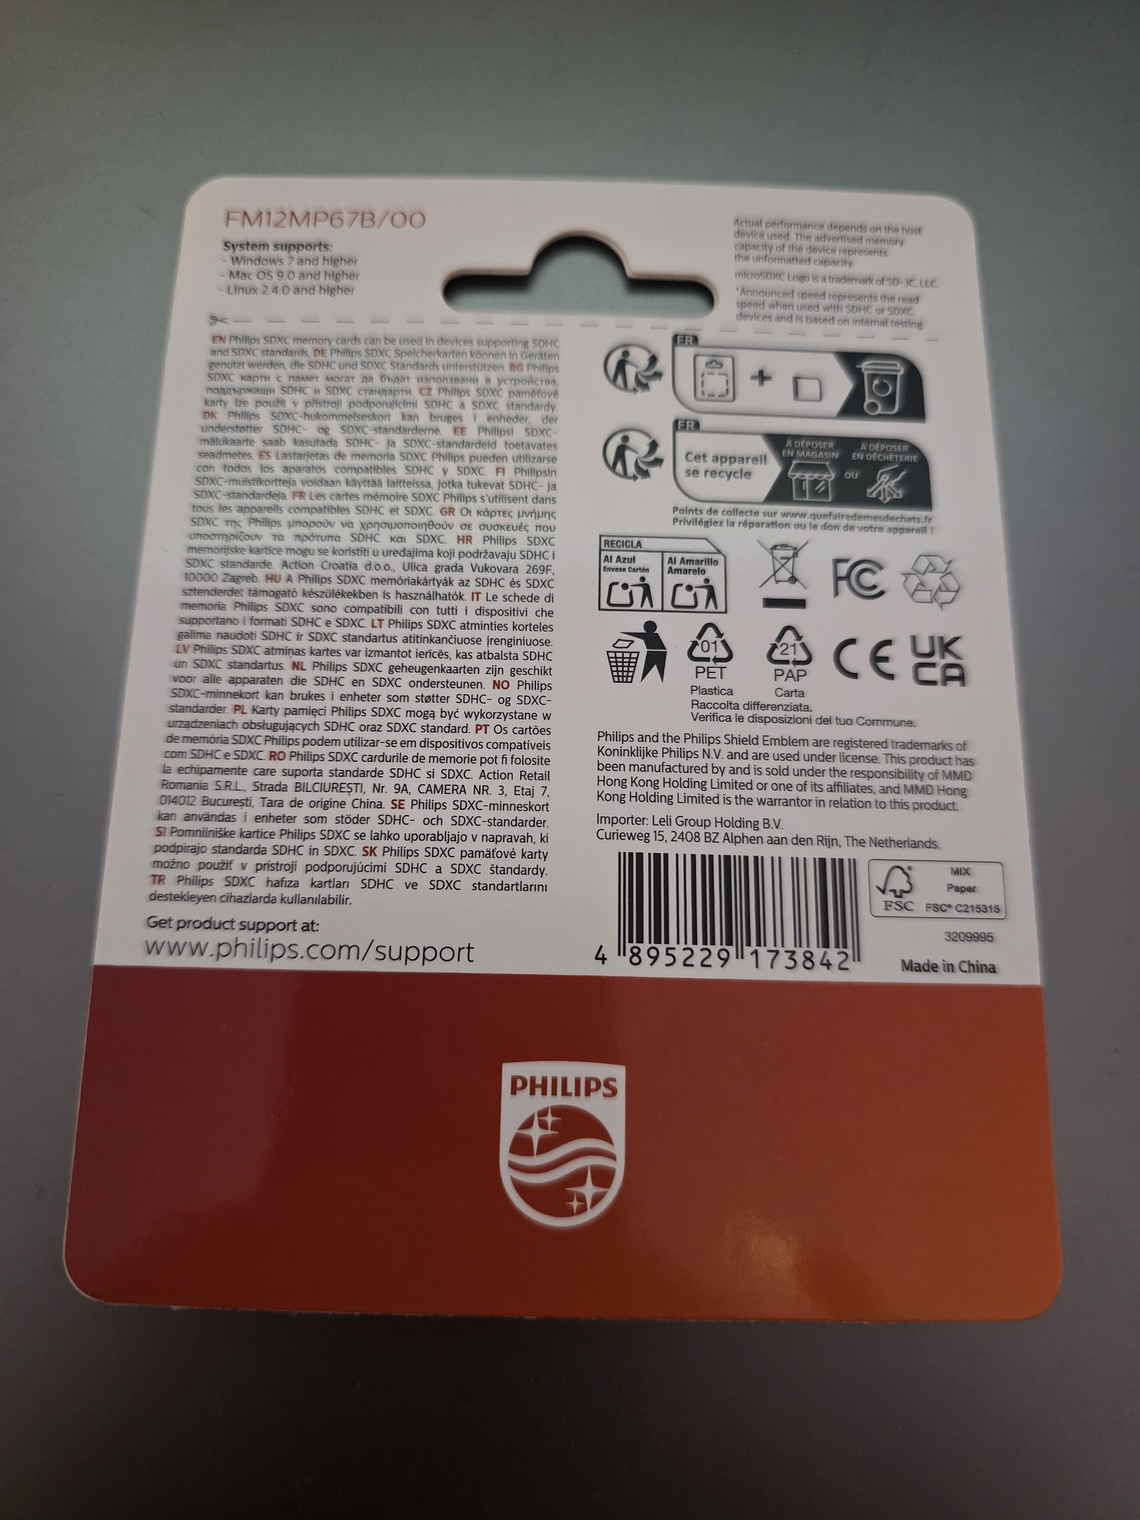 FM12MP67B/00
System supports:
- Windows 7 and higher
- Mac OS 9.0 and higher
- Linux 2.4.0 and higher
Actual performance depends on the host
device used. The advertised memory
capacity of the device represents
the unformatted capacity.
microSDXC Logo is a trademark of SD-3C, LLC.
*Announced speed represents the read
speed when used with SDHC or SDXC
devices and is based on internal testing.
EN Philips SDXC memory cards can be used in devices supporting SDHC
and SDXC standards. DE Philips SDXC Speicherkarten können in Geräten
genutzt werden, die SDHC und SDXC Standards unterstützen. BG Philips
SDXC карти с памет могат да бъдат използвани в устройства,
поддържащи SDHC и SDXC стандарти. CZ Philips SDXC paměťové
karty lze použít v přístroji podporujícími SDHC a SDXC standardy.
DK Philips SDXC-hukommelseskort kan bruges i enheder, der
understøtter SDHC- og SDXC-standarderne. EE Philipsi SDXC-
mälukaarte saab kasutada SDHC- ja SDXC-standardeid toetavates
seadmetes. ES Lastarjetas de memoria SDXC Philips pueden utilizarse
con todos los aparatos compatibles SDHC y SDXC. FI Philipsin
SDXC-muistikortteja voidaan käyttää laitteissa, jotka tukevat SDHC- ja
SDXC-standardeja. FR Les cartes mémoire SDXC Philips s'utilisent dans
tous les appareils compatibles SDHC et SDXC. GR Οι κάρτες μνήμης
SDXC της Philips μπορούν να χρησιμοποιηθούν σε συσκευές που
υποστηρίζουν τα πρότυπα SDHC και SDXC. HR Philips SDXC
memorijske kartice mogu se koristiti u uređajima koji podržavaju SDHC i
SDXC standarde. Action Croatia d.o.o., Ulica grada Vukovara 269F,
10000 Zagreb. HU A Philips SDXC memóriakártyák az SDHC és SDXC
sztenderdet támogató készülékekben is használhatók. IT Le schede di
memoria Philips SDXC sono compatibili con tutti i dispositivi che
supportano i formati SDHC e SDXC. LT Philips SDXC atminties korteles
galima naudoti SDHC ir SDXC standartus atitinkančiuose įrenginiuose.
LV Philips SDXC atmiņas kartes var izmantot ierīcēs, kas atbalsta SDHC
un SDXC standartus. NL Philips SDXC geheugenkaarten zijn geschikt
voor alle apparaten die SDHC en SDXC ondersteunen. NO Philips
SDXC-minnekort kan brukes i enheter som støtter SDHC- og SDXC-
standarder. PL Karty pamięci Philips SDXC mogą być wykorzystane w
urządzeniach obsługujących SDHC oraz SDXC standard. PT Os cartões
de memória SDXC Philips podem utilizar-se em dispositivos compatíveis
com SDHC e SDXC. RO Philips SDXC cardurile de memorie pot fi folosite
la echipamente care suporta standarde SDHC si SDXC. Action Retail
Romania S.R.L., Strada BILCIUREȘTI, Nr. 9A, CAMERA NR. 3, Etaj 7,
014012 București, Tara de origine China. SE Philips SDXC-minneskort
kan användas i enheter som stöder SDHC- och SDXC-standarder.
SI Pomniiniške kartice Philips SDXC se lahko uporabljajo v napravah, ki
podpirajo standarda SDHC in SDXC. SK Philips SDXC pamäťové karty
možno použiť v prístroji podporujúcimi SDHC a SDXC štandardy.
TR Philips SDXC hafıza kartları SDHC ve SDXC standartlarını
destekleyen cihazlarda kullanılabilir.
Get product support at:
www.philips.com/support
FR
FR
Cet appareil
se recycle
À DÉPOSER
EN MAGASIN
OU
À DÉPOSER
EN DÉCHÈTERIE
Points de collecte sur www.quefairedemesdechets.fr
Privilégiez la réparation ou le don de votre appareil !
RECICLA
Al Azul
Envase Cartón
Al Amarillo
Amarelo
FC
01
PET
Plastica
21
PAP
Carta
Raccolta differenziata.
Verifica le disposizioni del tuo Comune.
CE
UK
CA
Philips and the Philips Shield Emblem are registered trademarks of
Koninklijke Philips N.V. and are used under license. This product has
been manufactured by and is sold under the responsibility of MMD
Hong Kong Holding Limited or one of its affiliates, and MMD Hong
Kong Holding Limited is the warrantor in relation to this product.
Importer: Leli Group Holding B.V.
Curieweg 15, 2408 BZ Alphen aan den Rijn, The Netherlands.
4 895229 173842
FSC
MIX
Paper
FSC® C215315
3209995
Made in China
PHILIPS